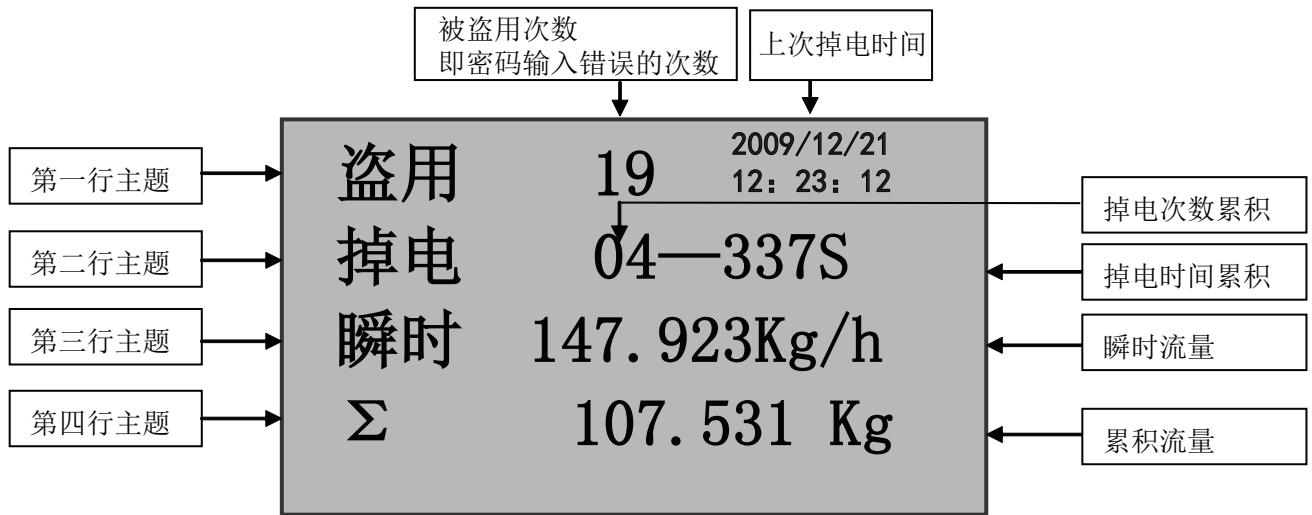 被盗用次数
即密码输入错误的次数
上次掉电时间
第一行主题
盗用 19 2009/12/21
12：23：12
掉电次数累积
第二行主题
掉电 04—337S
掉电时间累积
第三行主题
瞬时 147.923Kg/h
瞬时流量
第四行主题
Σ 107.531 Kg
累积流量